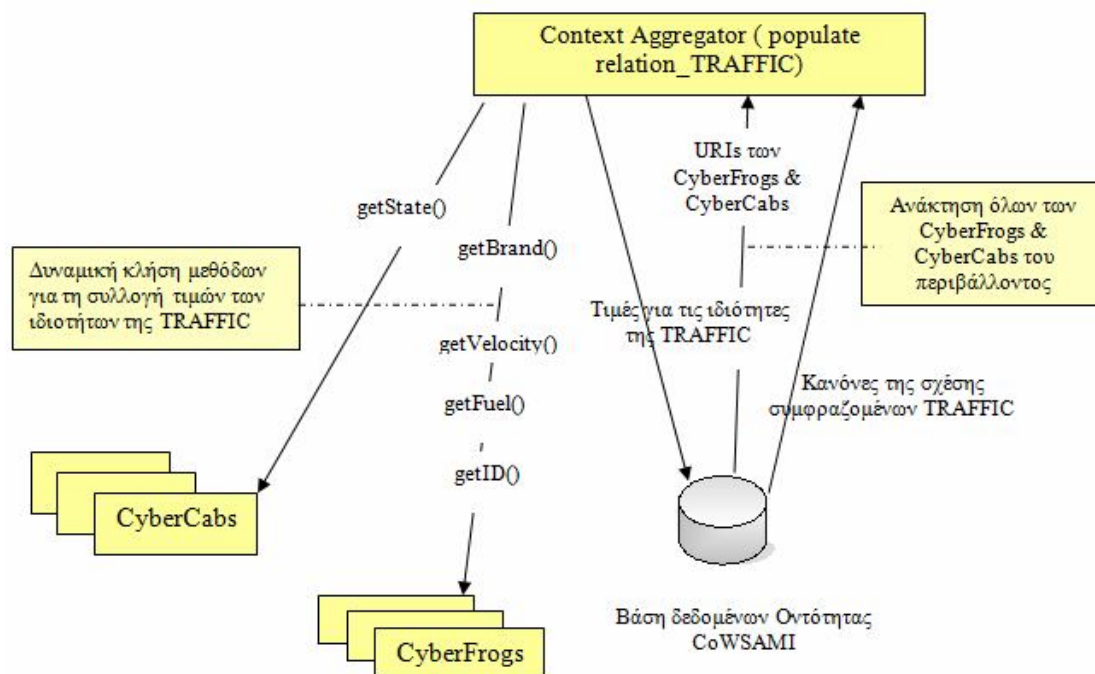 Context Aggregator ( populate
relation_TRAFFIC)
URIs των
CyberFrogs &
CyberCabs
getState()
Ανάκτηση όλων των
CyberFrogs &
CyberCabs του
περιβάλλοντος
getBrand()
Δυναμική κλήση μεθόδων
για τη συλλογή τιμών των
ιδιοτήτων της TRAFFIC
Τιμές για τις ιδιότητες
της TRAFFIC
getVelocity()
Κανόνες της σχέσης
συμφραζομένων TRAFFIC
getFuel()
getID()
CyberCabs
Βάση δεδομένων Οντότητας
CoWSAMI
CyberFrogs